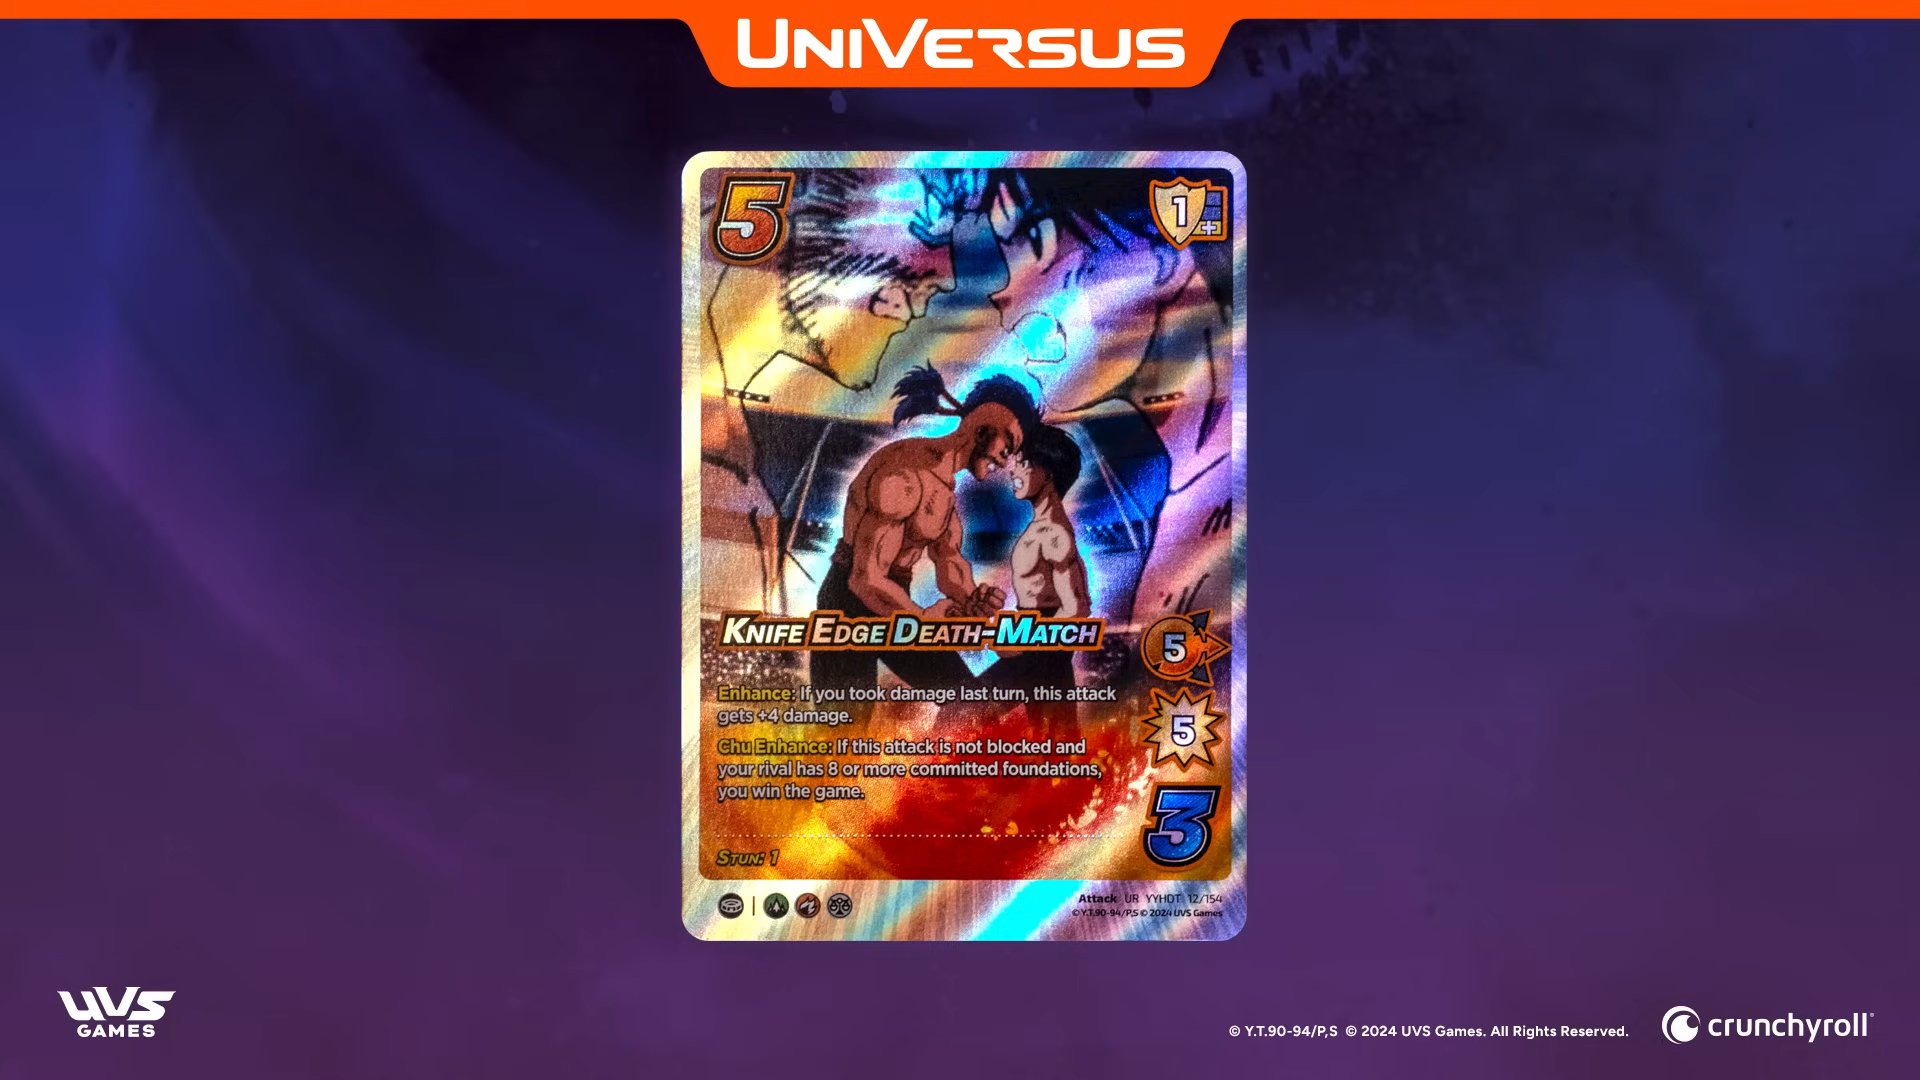 UNIVERSUS
5
1
+
KNIFE EDGE DEATH-MATCH
5
Enhance: If you took damage last turn, this attack
gets +4 damage.
5
Chu Enhance: If this attack is not blocked and
your rival has 8 or more committed foundations,
you win the game.
3
STUN: 1
Attack UR YYHDT 12/154
© Y.T.90-94/P,S © 2024 UVS Games
UVS
GAMES
© Y.T.90-94/P,S © 2024 UVS Games. All Rights Reserved.
crunchyroll